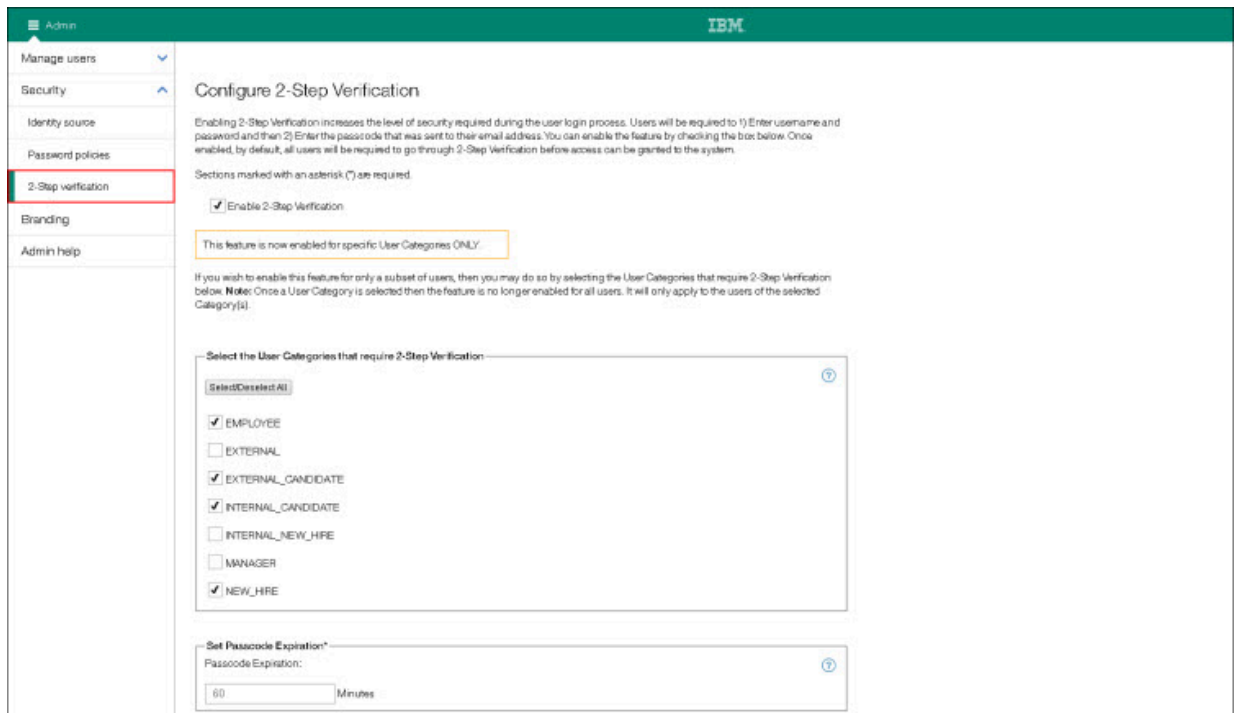 Admin
IBM
Manage users
Security
Identity source
Password policies
2-Step verification
Branding
Admin help
Configure 2-Step Verification
Enabling 2-Step Verification increases the level of security required during the user login process. Users will be required to 1) Enter username and
password and then 2) Enter the passcode that was sent to their email address. You can enable the feature by checking the box below. Once
enabled, by default, all users will be required to go through 2-Step Verification before access can be granted to the system.
Sections marked with an asterisk (*) are required.
Enable 2-Step Verification
This feature is now enabled for specific User Categories ONLY.
If you wish to enable this feature for only a subset of users, then you may do so by selecting the User Categories that require 2-Step Verification
below. Note: Once a User Category is selected then the feature is no longer enabled for all users. It will only apply to the users of the selected
Category(s).
Select the User Categories that require 2-Step Verification
?
Select/Deselect All
EMPLOYEE
EXTERNAL
EXTERNAL_CANDIDATE
INTERNAL_CANDIDATE
INTERNAL_NEW_HIRE
MANAGER
NEW_HIRE
Set Passcode Expiration*
Passcode Expiration:
?
60 Minutes